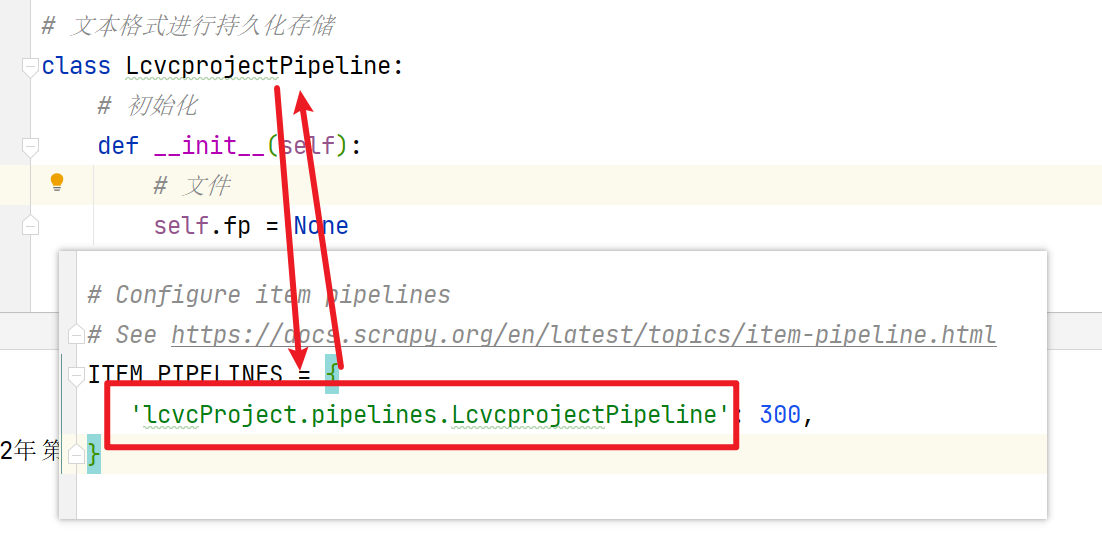 # 文本格式进行持久化存储
class LcvcprojectPipeline:
# 初始化
def __init__(self):
# 文件
self.fp = None
# Configure item pipelines
# See https://docs.scrapy.org/en/latest/topics/item-pipeline.html
ITEM_PIPELINES = {
'lcvcProject.pipelines.LcvcprojectPipeline': 300,
2年 第
}